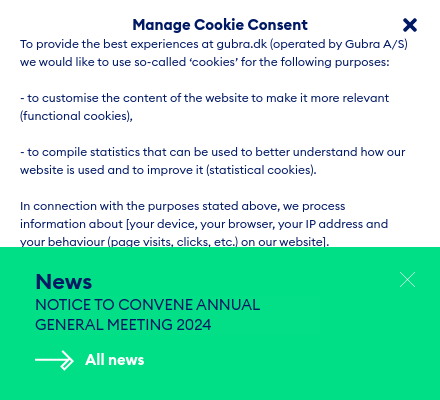 Manage Cookie Consent
To provide the best experiences at gubra.dk (operated by Gubra A/S)
we would like to use so-called ‘cookies’ for the following purposes:
- to customise the content of the website to make it more relevant
(functional cookies),
- to compile statistics that can be used to better understand how our
website is used and to improve it (statistical cookies).
In connection with the purposes stated above, we process
information about [your device, your browser, your IP address and
your behaviour (page visits, clicks, etc.) on our website].
News
NOTICE TO CONVENE ANNUAL
GENERAL MEETING 2024
All news